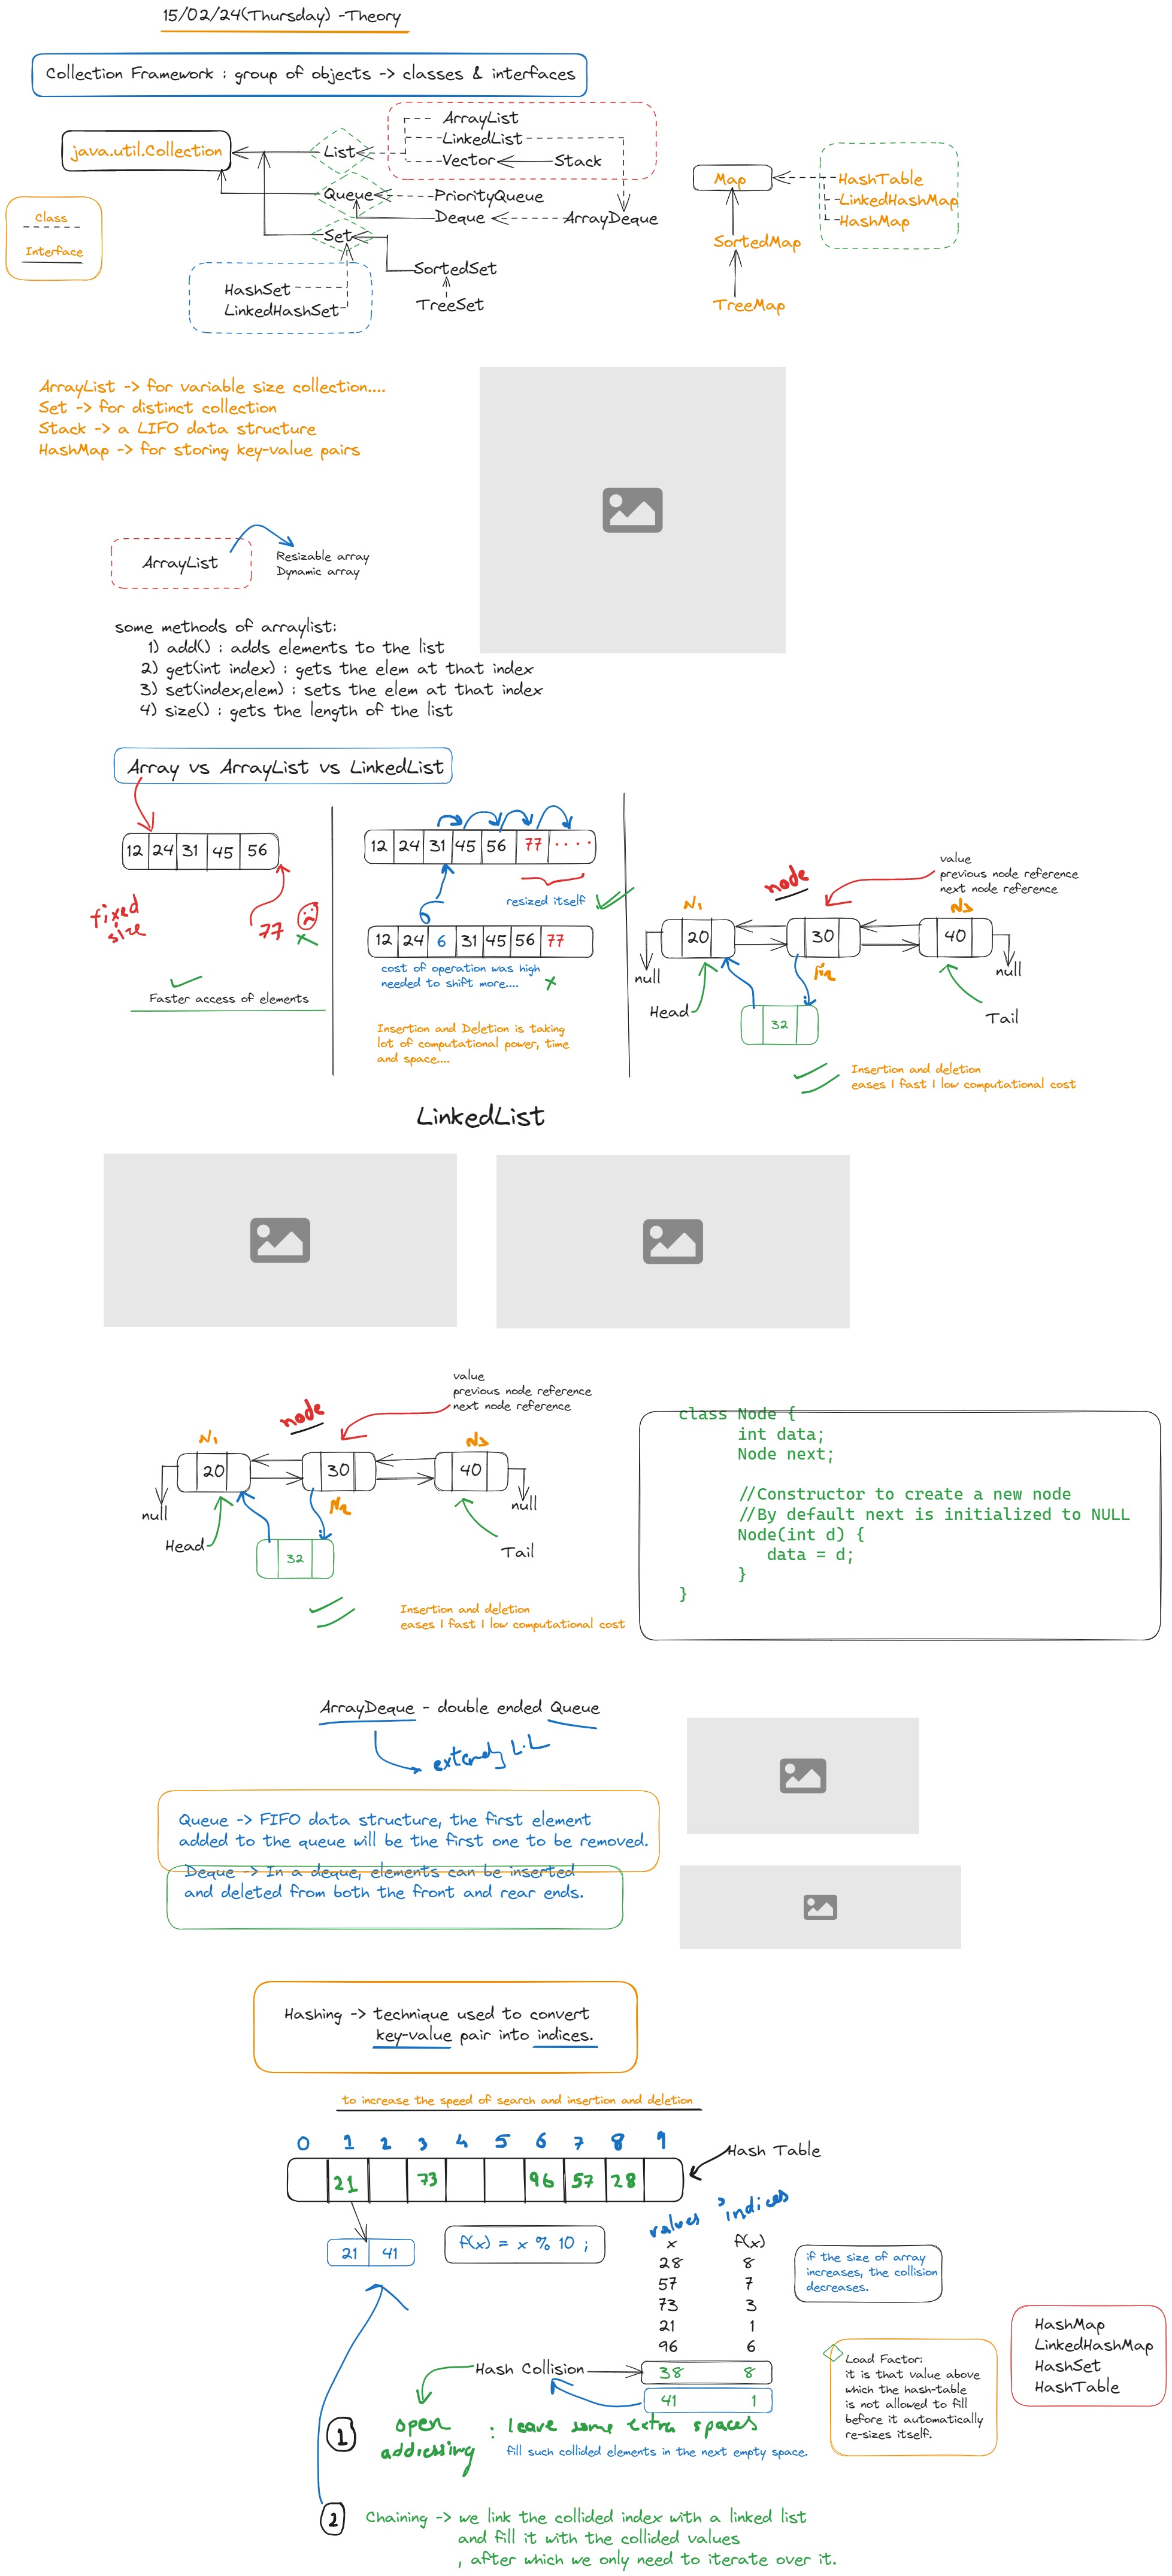 15/02/24(Thursday) -Theory
Collection Framework : group of objects -> classes & interfaces
java.util.Collection
List
ArrayList
LinkedList
Vector
Stack
Queue
PriorityQueue
Deque
ArrayDeque
Set
SortedSet
TreeSet
HashSet
LinkedHashSet
Class
Interface
Map
HashTable
LinkedHashMap
HashMap
SortedMap
TreeMap
ArrayList -> for variable size collection....
Set -> for distinct collection
Stack -> a LIFO data structure
HashMap -> for storing key-value pairs
ArrayList
Resizable array
Dynamic array
some methods of arraylist:
1) add() : adds elements to the list
2) get(int index) : gets the elem at that index
3) set(index,elem) : sets the elem at that index
4) size() : gets the length of the list
Array vs ArrayList vs LinkedList
12 24 31 45 56
fixed
size
77
Faster access of elements
12 24 31 45 56 77 ....
resized itself
6
12 24 6 31 45 56 77
cost of operation was high
needed to shift more....
Insertion and Deletion is taking
lot of computational power, time
and space....
value
previous node reference
next node reference
node
N1
N3
20
30
40
null
N2
null
Head
Tail
32
Insertion and deletion
eases | fast | low computational cost
LinkedList
value
previous node reference
next node reference
node
N1
N3
20
30
40
null
N2
null
Head
Tail
32
Insertion and deletion
eases | fast | low computational cost
class Node {
int data;
Node next;
//Constructor to create a new node
//By default next is initialized to NULL
Node(int d) {
data = d;
}
}
ArrayDeque - double ended Queue
extends L.L
Queue -> FIFO data structure, the first element
added to the queue will be the first one to be removed.
Deque -> In a deque, elements can be inserted
and deleted from both the front and rear ends.
Hashing -> technique used to convert
key-value pair into indices.
to increase the speed of search and insertion and deletion
0 1 2 3 4 5 6 7 8 9
21 73 96 57 28
Hash Table
21 41
f(x) = x % 10 ;
values
indices
x f(x)
28 8
57 7
73 3
21 1
96 6
38 8
41 1
if the size of array
increases, the collision
decreases.
Hash Collision
Load Factor:
it is that value above
which the hash-table
is not allowed to fill
before it automatically
re-sizes itself.
HashMap
LinkedHashMap
HashSet
HashTable
1
open
addressing
: leave some extra spaces
fill such collided elements in the next empty space.
2
Chaining -> we link the collided index with a linked list
and fill it with the collided values
, after which we only need to iterate over it.